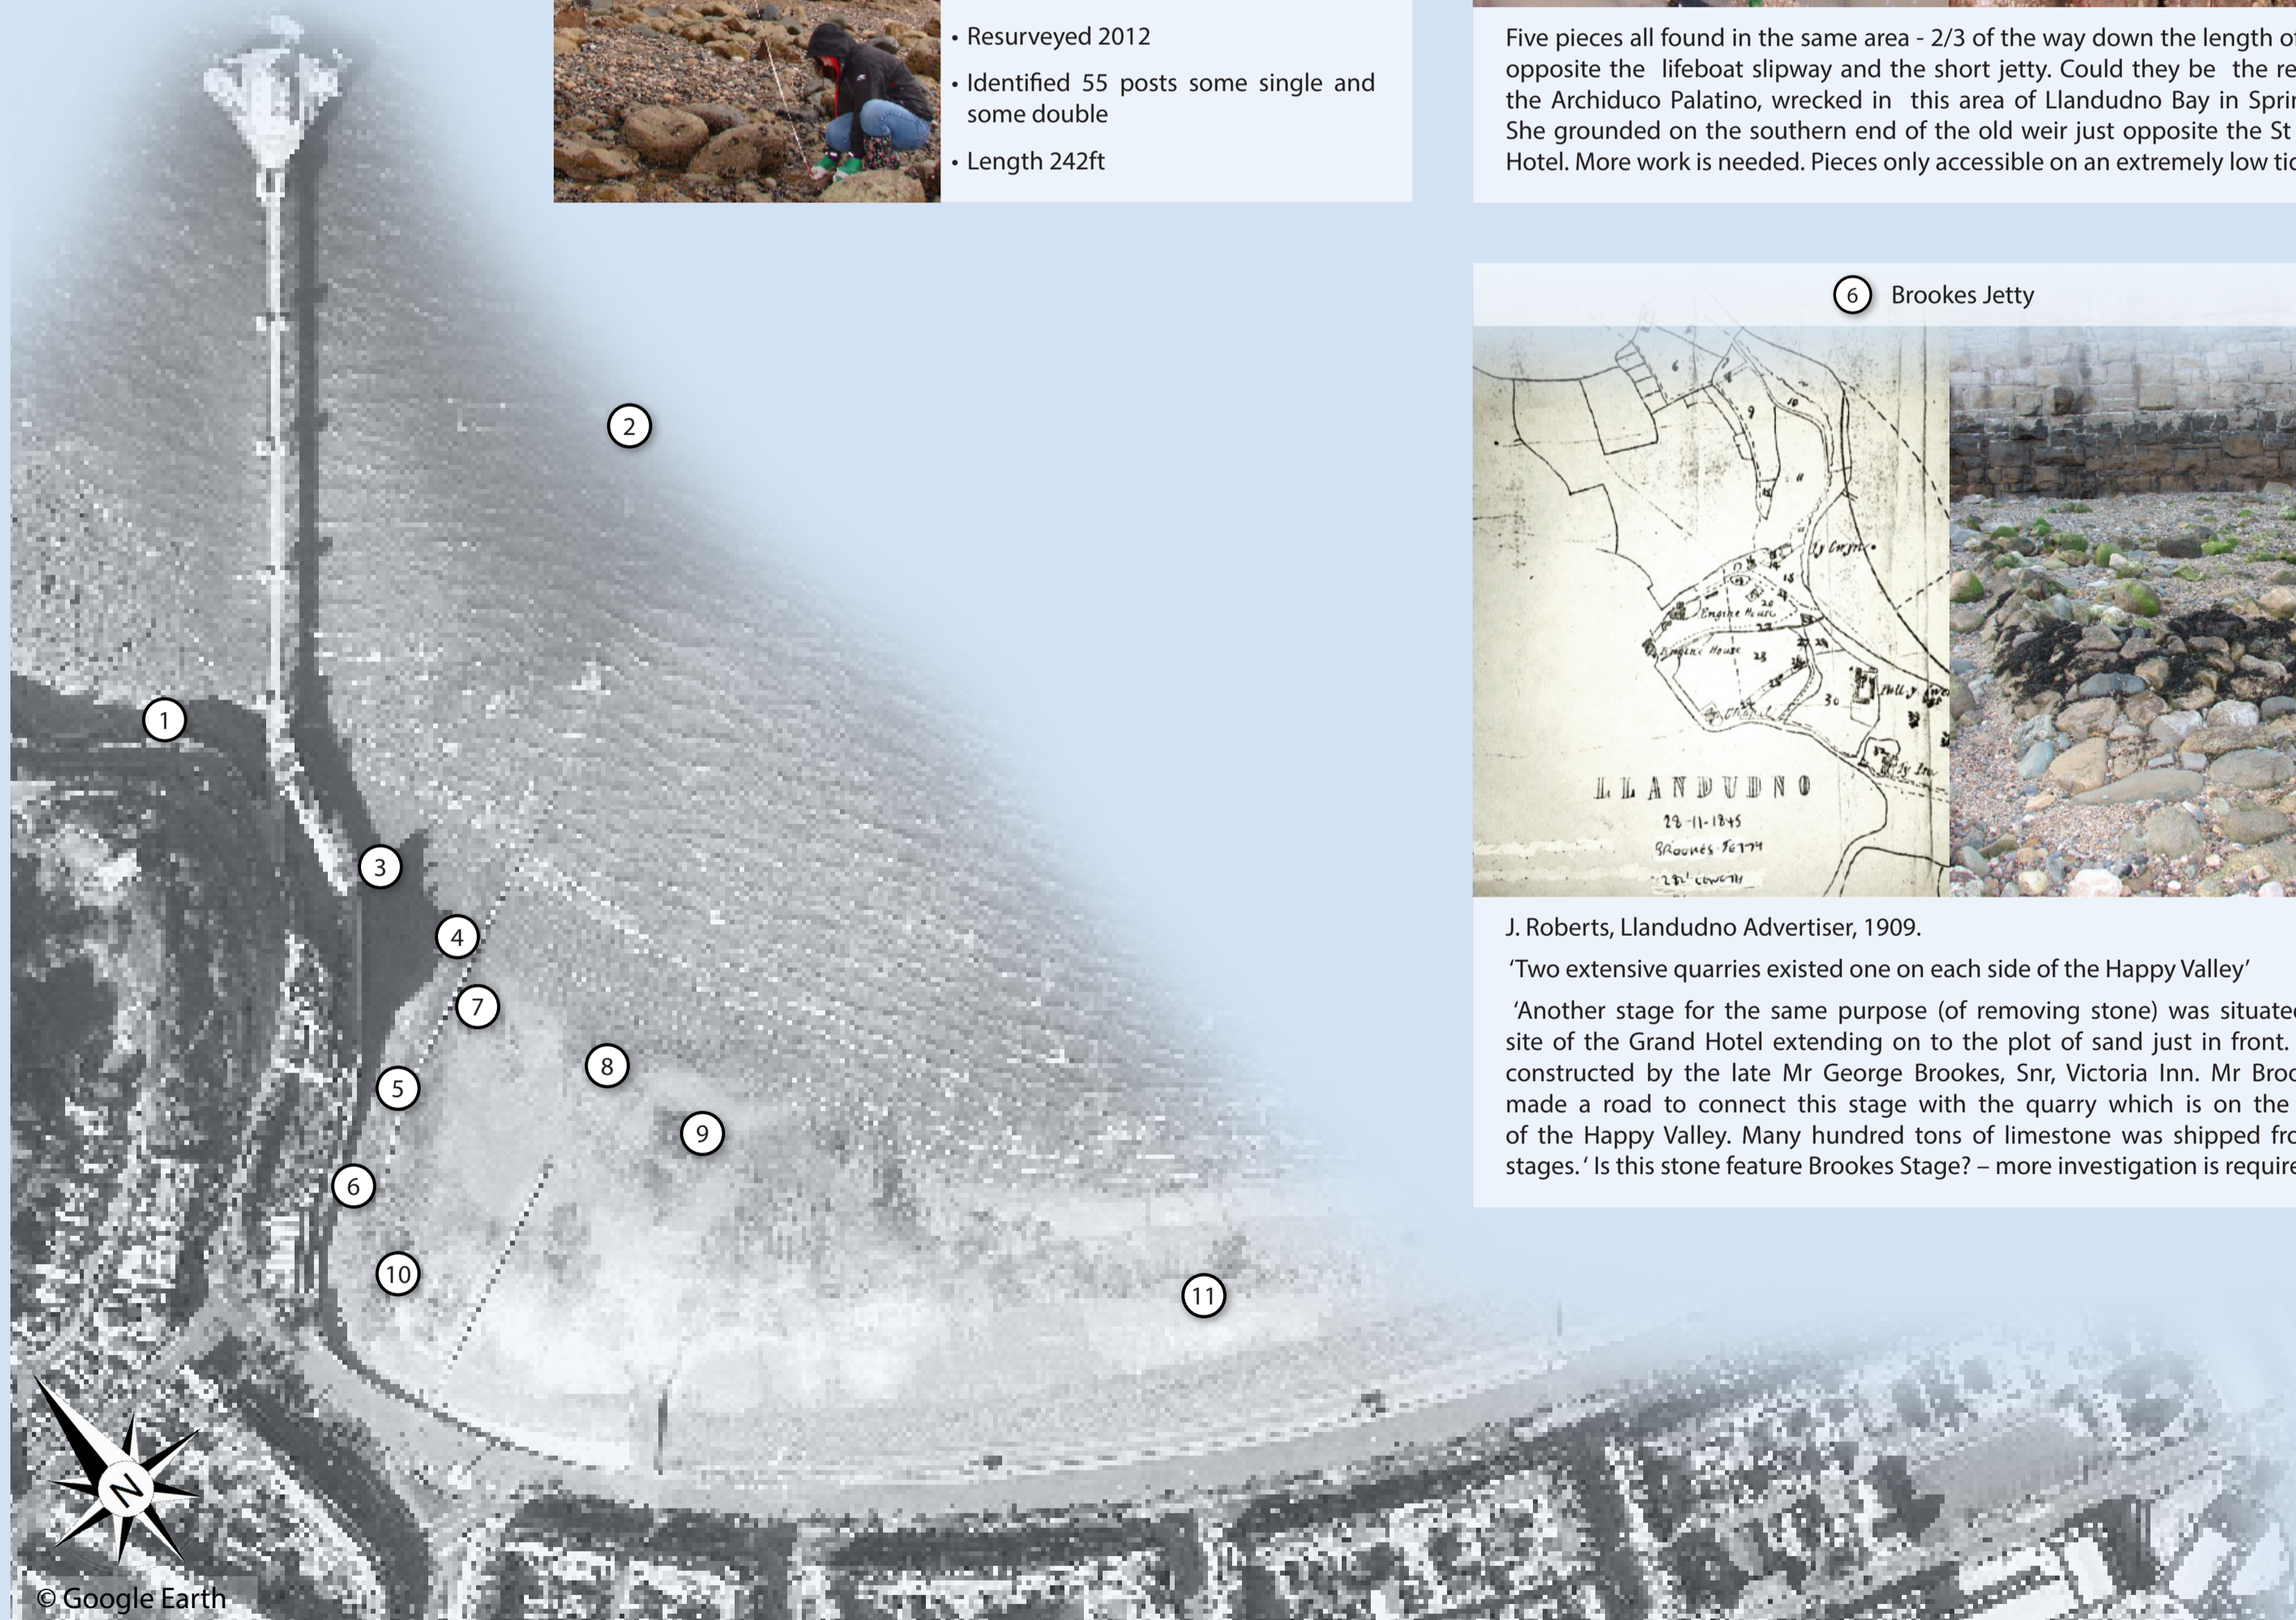 • Resurveyed 2012
• Identified 55 posts some single and
some double
• Length 242ft
Five pieces all found in the same area - 2/3 of the way down the length of
opposite the lifeboat slipway and the short jetty. Could they be the
the Archiduco Palatino, wrecked in this area of Llandudno Bay in
She grounded on the southern end of the old weir just opposite the St
Hotel. More work is needed. Pieces only accessible on an extremely low
6 Brookes Jetty
6
9
10
11
Engine House
Engine House
23
30
LLANDUDNO
28-11-1845
BROOKES JETTY
J. Roberts, Llandudno Advertiser, 1909.
‘Two extensive quarries existed one on each side of the Happy Valley’
‘Another stage for the same purpose (of removing stone) was situated
site of the Grand Hotel extending on to the plot of sand just in front.
constructed by the late Mr George Brookes, Snr, Victoria Inn. Mr
made a road to connect this stage with the quarry which is on the
of the Happy Valley. Many hundred tons of limestone was shipped
stages.‘ Is this stone feature Brookes Stage? – more investigation is
2
1
3
4
7
8
5
9
6
10
11
N
© Google Earth